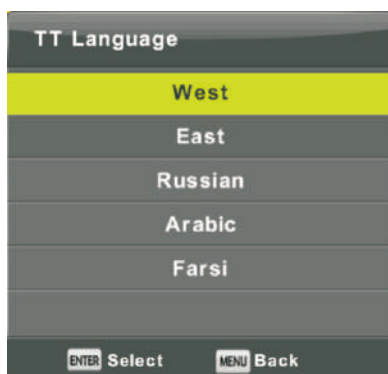 TT Language
West
East
Russian
Arabic
Farsi
ENTER Select MENU Back